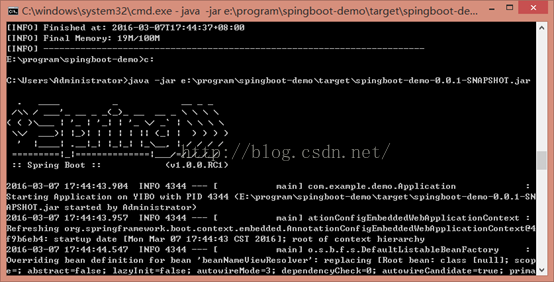 C:\windows\system32\cmd.exe - java -jar e:\program\spingboot-demo\target\spingboot-de...
[INFO] Finished at: 2016-03-07T17:44:37+08:00
[INFO] Final Memory: 19M/100M
[INFO] ------------------------------------------------------------------------
E:\program\spingboot-demo>c:
C:\Users\Administrator>java -jar e:\program\spingboot-demo\target\spingboot-demo-0.0.1-SNAPSHOT.jar
http://blog.csdn.net/
:: Spring Boot :: (v1.0.0.RC1)
2016-03-07 17:44:43.904 INFO 4344 --- [ main] com.example.demo.Application :
Starting Application on YIBO with PID 4344 (E:\program\spingboot-demo\target\spingboot-demo-0.0.1-SN
APSHOT.jar started by Administrator)
2016-03-07 17:44:43.957 INFO 4344 --- [ main] ationConfigEmbeddedWebApplicationContext :
Refreshing org.springframework.boot.context.embedded.AnnotationConfigEmbeddedWebApplicationContext@4
f9b6eb4: startup date [Mon Mar 07 17:44:43 CST 2016]; root of context hierarchy
2016-03-07 17:44:44.547 INFO 4344 --- [ main] o.s.b.f.s.DefaultListableBeanFactory :
Overriding bean definition for bean 'beanNameViewResolver': replacing [Root bean: class [null]; scop
e=; abstract=false; lazyInit=false; autowireMode=3; dependencyCheck=0; autowireCandidate=true; prima